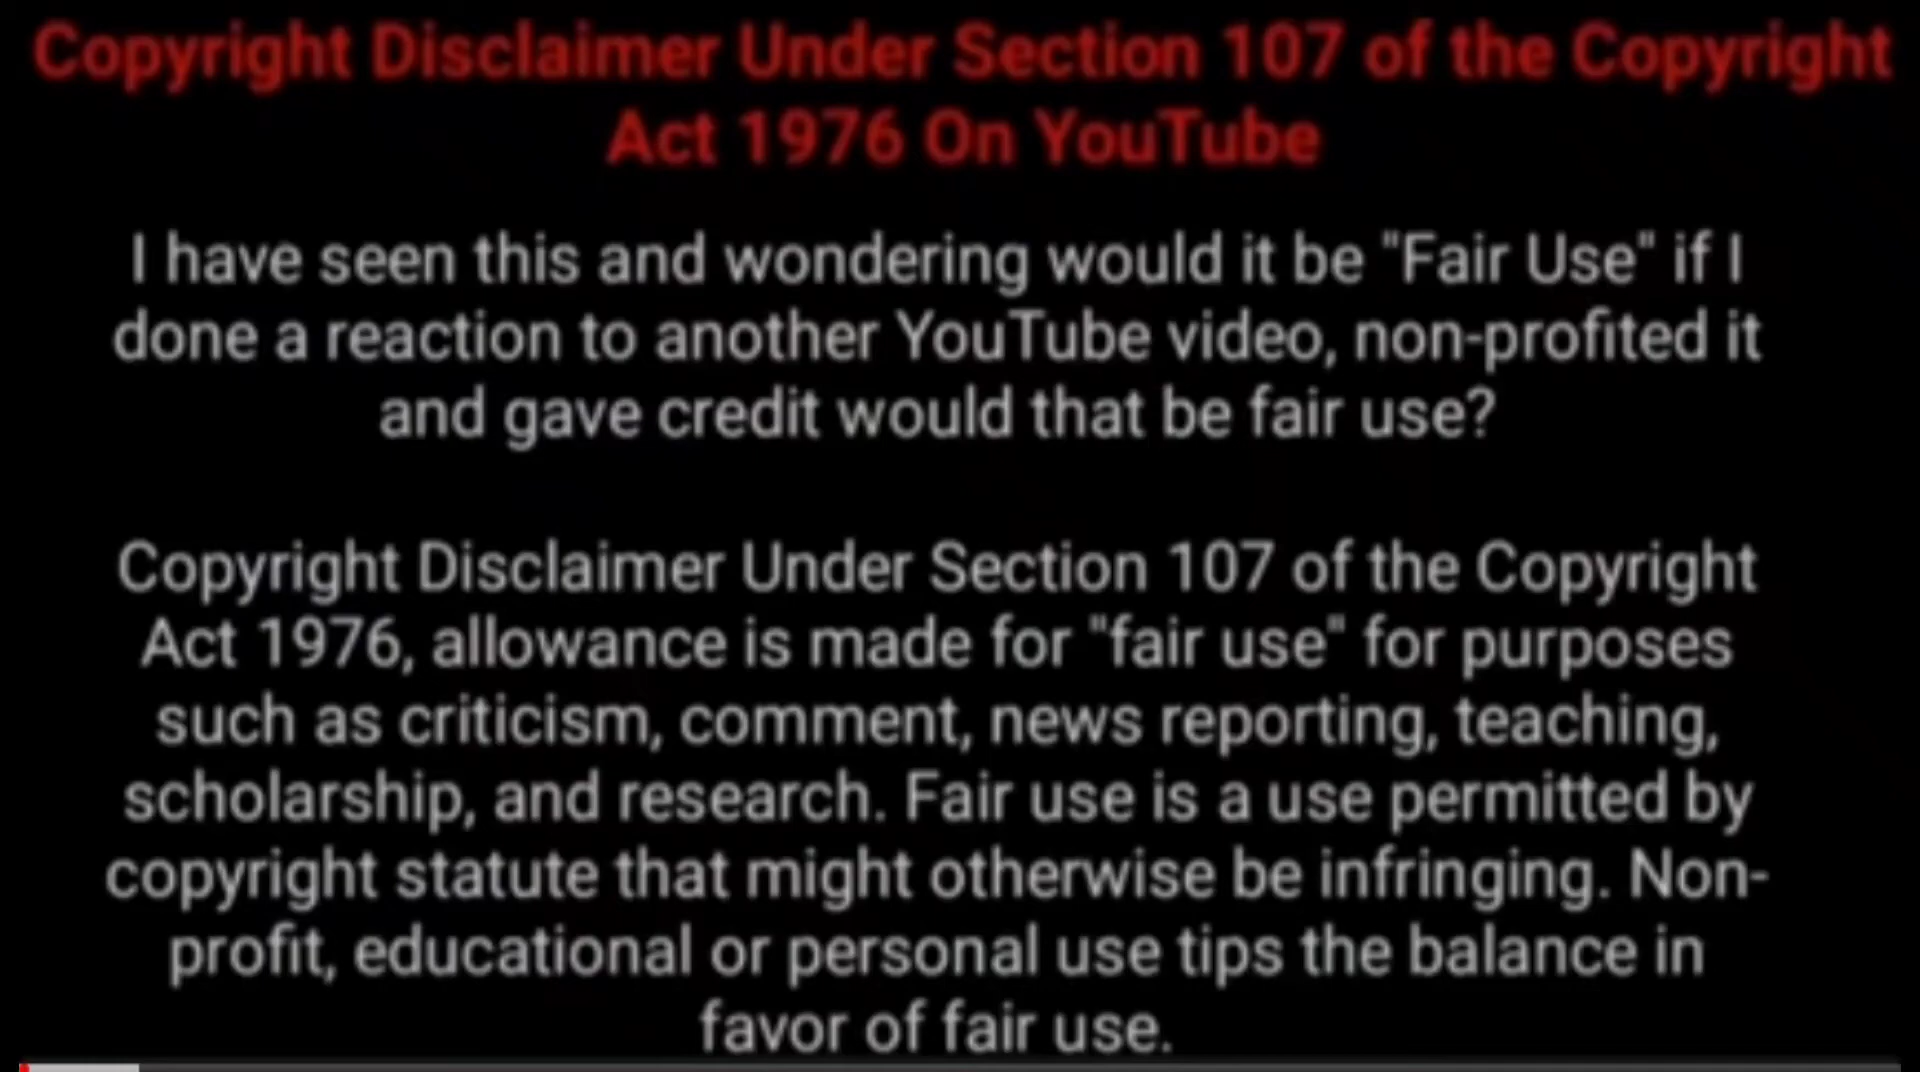 Copyright Disclaimer Under Section 107 of the Copyright
Act 1976 On YouTube
I have seen this and wondering would it be "Fair Use" if I
done a reaction to another YouTube video, non-profited it
and gave credit would that be fair use?
Copyright Disclaimer Under Section 107 of the Copyright
Act 1976, allowance is made for "fair use" for purposes
such as criticism, comment, news reporting, teaching,
scholarship, and research. Fair use is a use permitted by
copyright statute that might otherwise be infringing. Non-
profit, educational or personal use tips the balance in
favor of fair use.